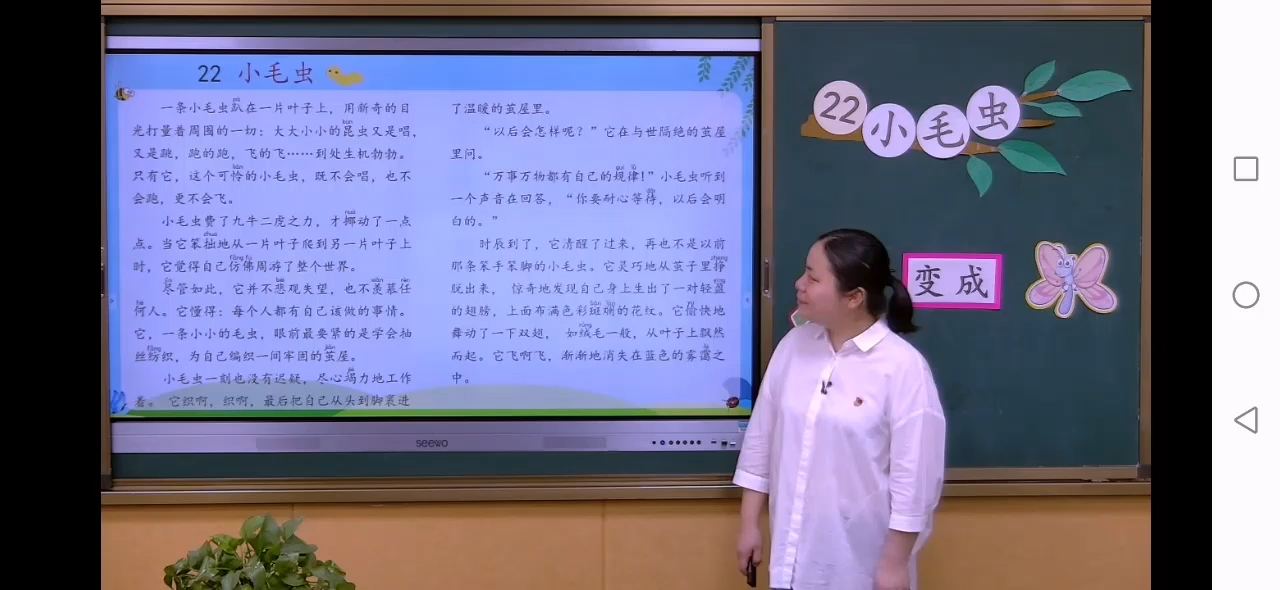 22 小毛虫
一条小毛虫趴在一片叶子上，用新奇的目
光打量着周围的一切：大大小小的昆虫又是唱，
又是跳，跑的跑，飞的飞……到处生机勃勃。
只有它，这个可怜的小毛虫，既不会唱，也不
会跑，更不会飞。
小毛虫费了九牛二虎之力，才挪动了一点
点。当它笨拙地从一片叶子爬到另一片叶子上
时，它觉得自己仿佛周游了整个世界。
尽管如此，它并不悲观失望，也不羡慕任
何人。它懂得：每个人都有自己该做的事情。
它，一条小小的毛虫，眼前最要紧的是学会抽
丝纺织，为自己编织一间牢固的茧屋。
小毛虫一刻也没有迟疑，尽心竭力地工作
着。它织啊，织啊，最后把自己从头到脚裹进
了温暖的茧屋里。
“以后会怎样呢？”它在与世隔绝的茧屋
里问。
“万事万物都有自己的规律！”小毛虫听到
一个声音在回答，“你要耐心等待，以后会明
白的。”
时辰到了，它清醒了过来，再也不是以前
那条笨手笨脚的小毛虫。它灵巧地从茧子里挣
脱出来，惊奇地发现自己身上生出了一对轻盈
的翅膀，上面布满色彩斑斓的花纹。它愉快地
舞动了一下双翅，如绒毛一般，从叶子上飘然
而起。它飞啊飞，渐渐地消失在蓝色的雾霭之
中。
seewo
22 小毛虫
变成